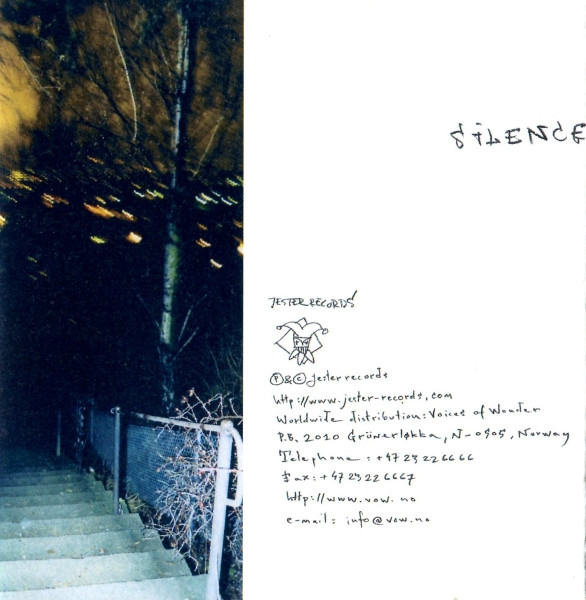 SiLENCE
JESTER RECORDS
Ⓟ&Ⓒ jester records
http://www.jester-records.com
Worldwide distribution: Voices of Wonder
P.B. 2010 Grünerløkka, N-0505, Norway
Telephone : +47 23 22 66 66
Fax: +47 23 22 66 67
http://www.vow.no
e-mail: info@vow.no